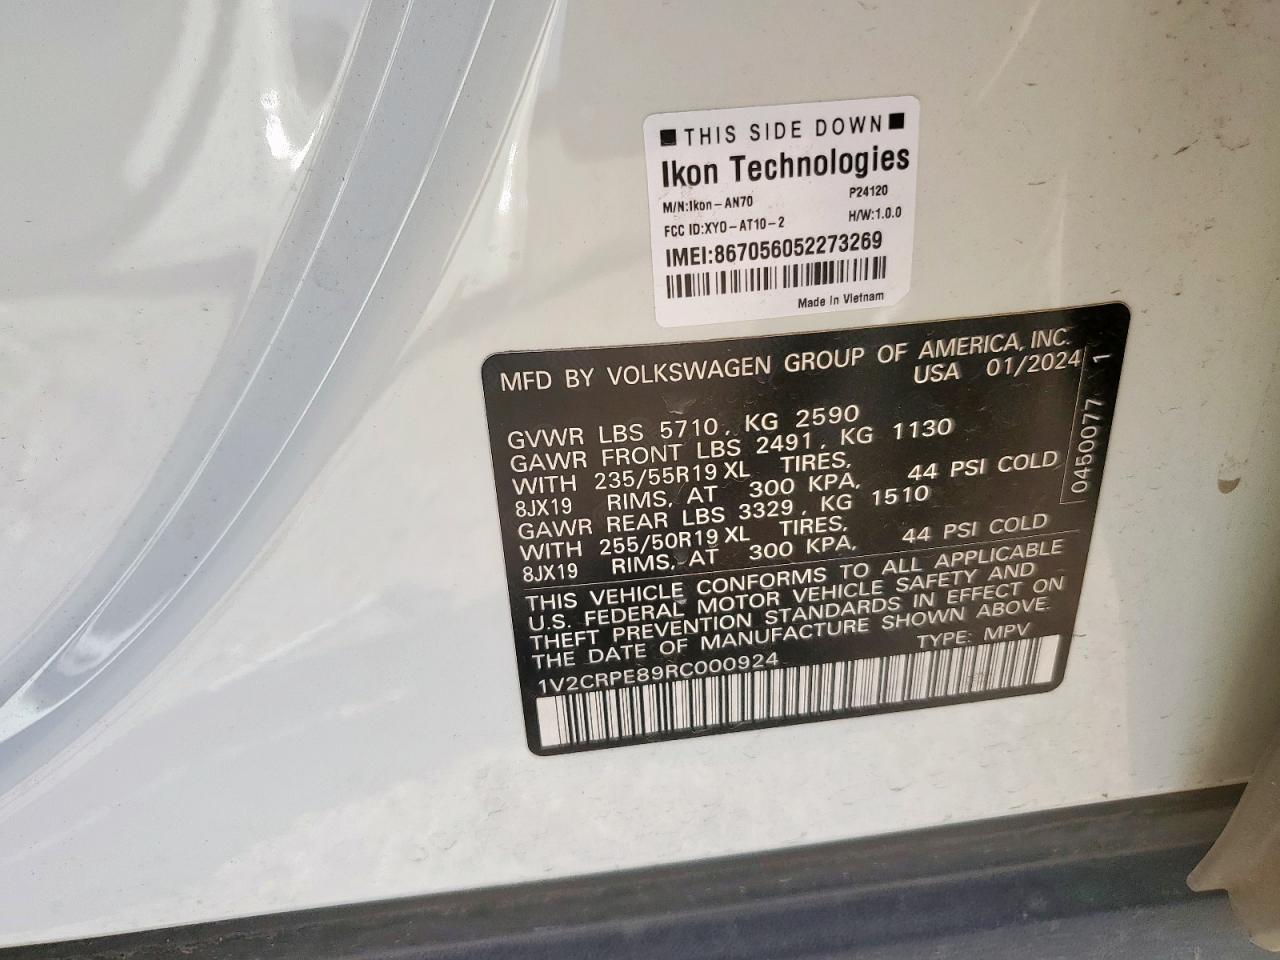 THIS SIDE DOWN
Ikon Technologies
M/N:Ikon-AN70 P24120
FCC ID:XYO-AT10-2 H/W:1.0.0
IMEI:867056052273269
Made In Vietnam
MFD BY VOLKSWAGEN GROUP OF AMERICA, INC.
USA 01/2024
GVWR LBS 5710, KG 2590
GAWR FRONT LBS 2491, KG 1130
WITH 235/55R19 XL TIRES,
8JX19 RIMS, AT 300 KPA, 44 PSI COLD
GAWR REAR LBS 3329, KG 1510
WITH 255/50R19 XL TIRES,
8JX19 RIMS, AT 300 KPA, 44 PSI COLD
THIS VEHICLE CONFORMS TO ALL APPLICABLE
U.S. FEDERAL MOTOR VEHICLE SAFETY AND
THEFT PREVENTION STANDARDS IN EFFECT ON
THE DATE OF MANUFACTURE SHOWN ABOVE.
1V2CRPE89RC000924 TYPE: MPV
0450077 1